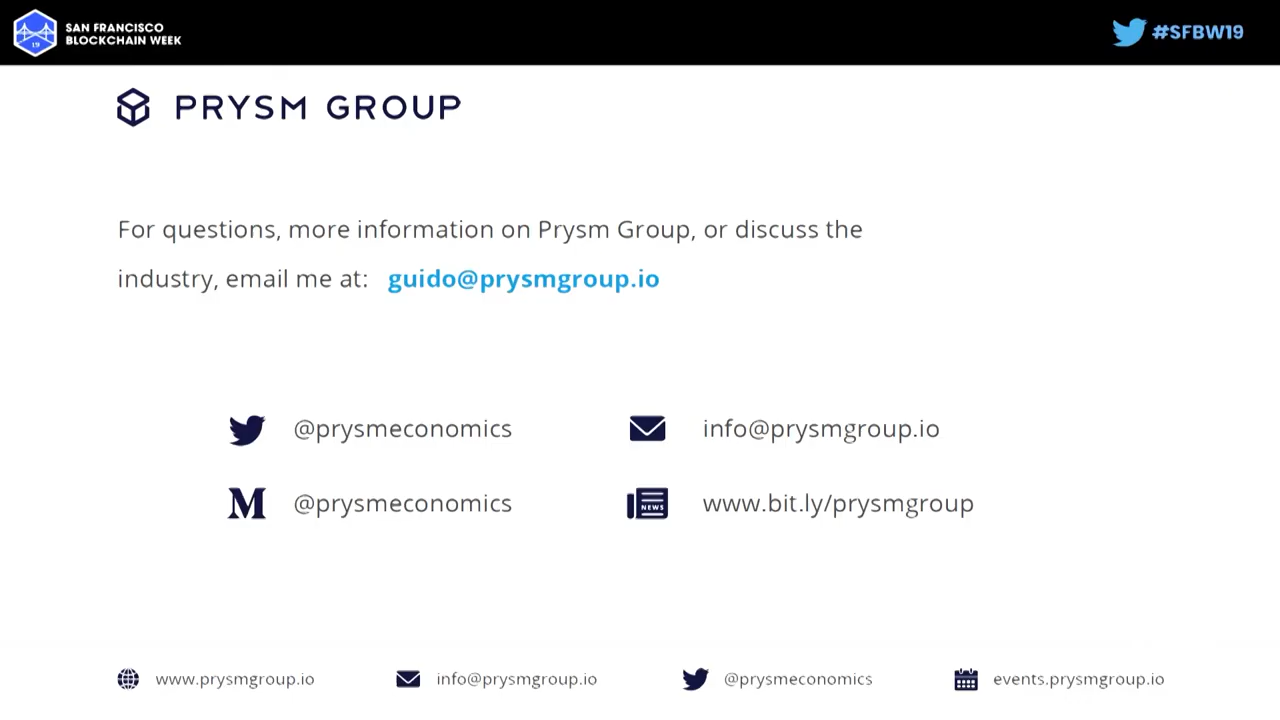 SAN FRANCISCO
BLOCKCHAIN WEEK
19
#SFBW19
PRYSM GROUP
For questions, more information on Prysm Group, or discuss the
industry, email me at: guido@prysmgroup.io
@prysmeconomics
info@prysmgroup.io
M
@prysmeconomics
NEWS
www.bit.ly/prysmgroup
www.prysmgroup.io
info@prysmgroup.io
@prysmeconomics
events.prysmgroup.io